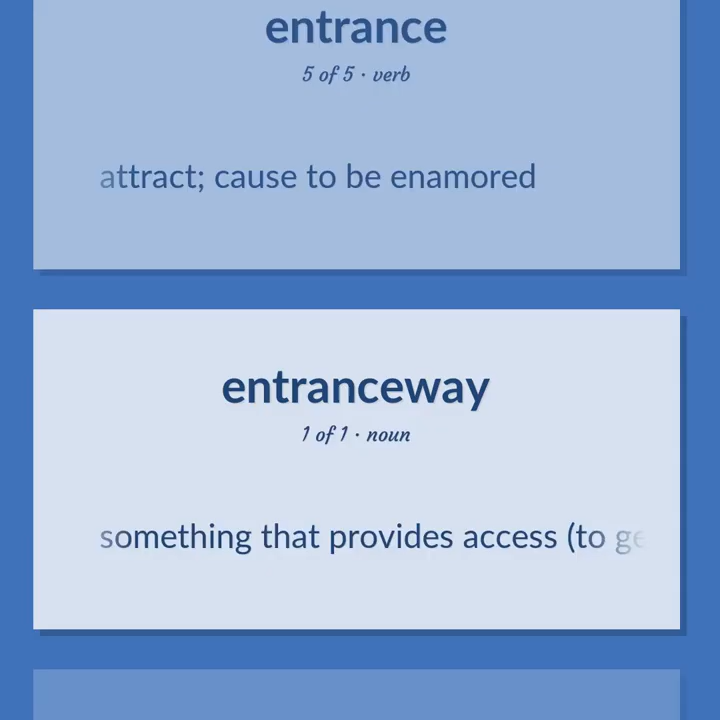 entrance
5 of 5 · verb
attract; cause to be enamored
entranceway
1 of 1 · noun
something that provides access (to ge